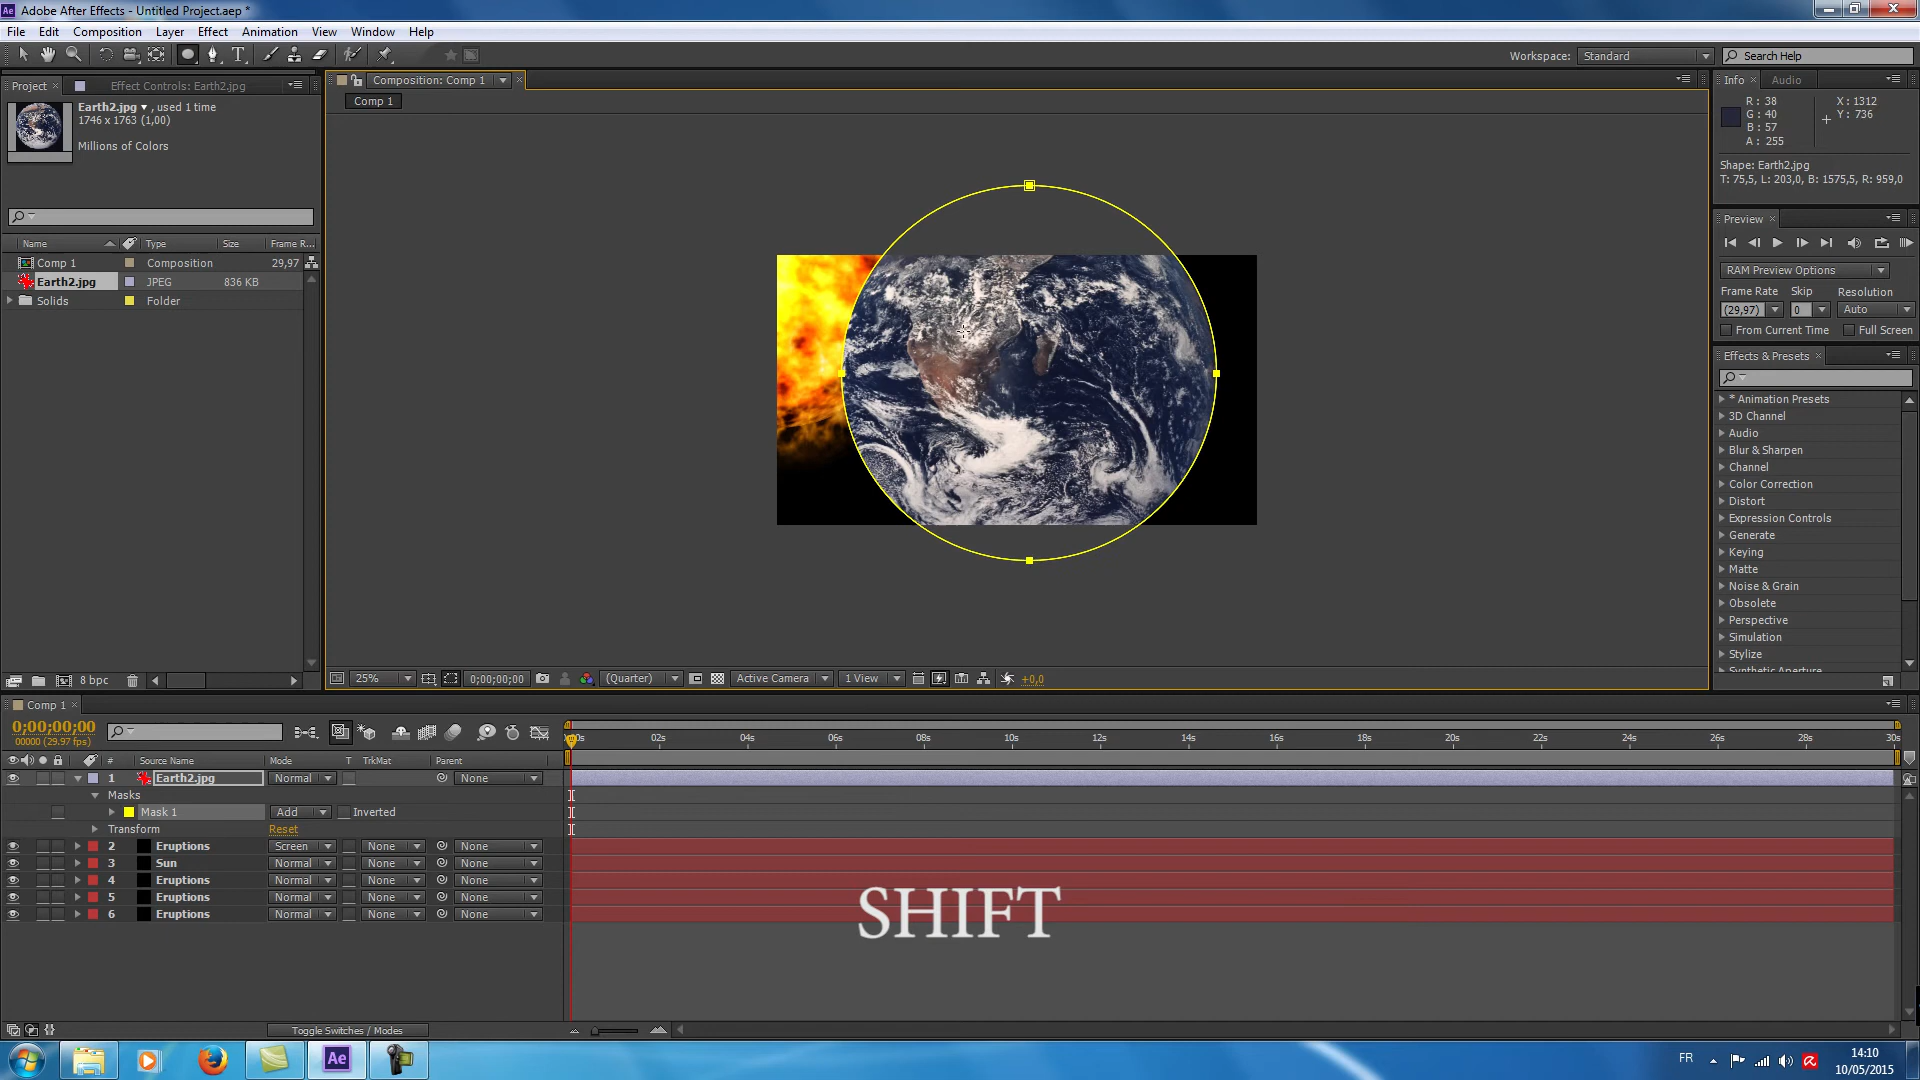 Adobe After Effects - Untitled Project.aep *
File Edit Composition Layer Effect Animation View Window Help
Workspace: Standard Search Help
Project Effect Controls: Earth2.jpg
Composition: Comp 1
Info Audio
Earth2.jpg , used 1 time
1746 x 1763 (1,00)
Millions of Colors
Comp 1
R : 38
G : 40
B : 57
A : 255
X : 1312
Y : 736
Shape: Earth2.jpg
T: 75,5, L: 203,0, B: 1575,5, R: 959,0
Preview
Name Type Size Frame R...
Comp 1 Composition 29,97
Earth2.jpg JPEG 836 KB
Solids Folder
RAM Preview Options
Frame Rate Skip Resolution
(29,97) 0 Auto
From Current Time Full Screen
Effects & Presets
* Animation Presets
3D Channel
Audio
Blur & Sharpen
Channel
Color Correction
Distort
Expression Controls
Generate
Keying
Matte
Noise & Grain
Obsolete
Perspective
Simulation
Stylize
Synthetic Aperture
8 bpc
25% 0;00;00;00 (Quarter) Active Camera 1 View +0,0
Comp 1
0;00;00;00
00000 (29.97 fps)
02s 04s 06s 08s 10s 12s 14s 16s 18s 20s 22s 24s 26s 28s 30s
# Source Name Mode T TrkMat Parent
1 Earth2.jpg Normal None
Masks
Mask 1 Add Inverted
Transform Reset
2 Eruptions Screen None None
3 Sun Normal None None
4 Eruptions Normal None None
5 Eruptions Normal None None
6 Eruptions Normal None None
SHIFT
Toggle Switches / Modes
Ae
FR
14:10
10/05/2015